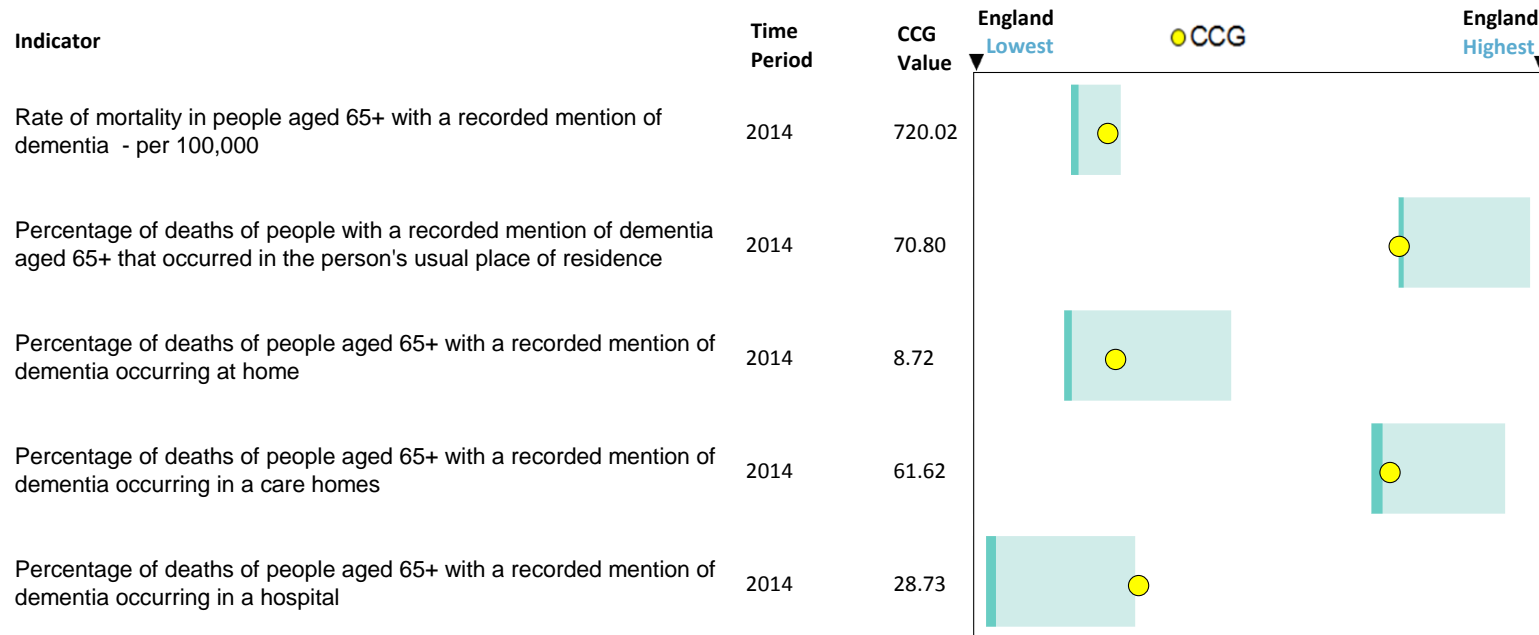 Indicator
Time
Period
CCG
Value
England
Lowest
CCG
England
Highest
Rate of mortality in people aged 65+ with a recorded mention of
dementia - per 100,000
2014
720.02
Percentage of deaths of people with a recorded mention of dementia
aged 65+ that occurred in the person's usual place of residence
2014
70.80
Percentage of deaths of people aged 65+ with a recorded mention of
dementia occurring at home
2014
8.72
Percentage of deaths of people aged 65+ with a recorded mention of
dementia occurring in a care homes
2014
61.62
Percentage of deaths of people aged 65+ with a recorded mention of
dementia occurring in a hospital
2014
28.73